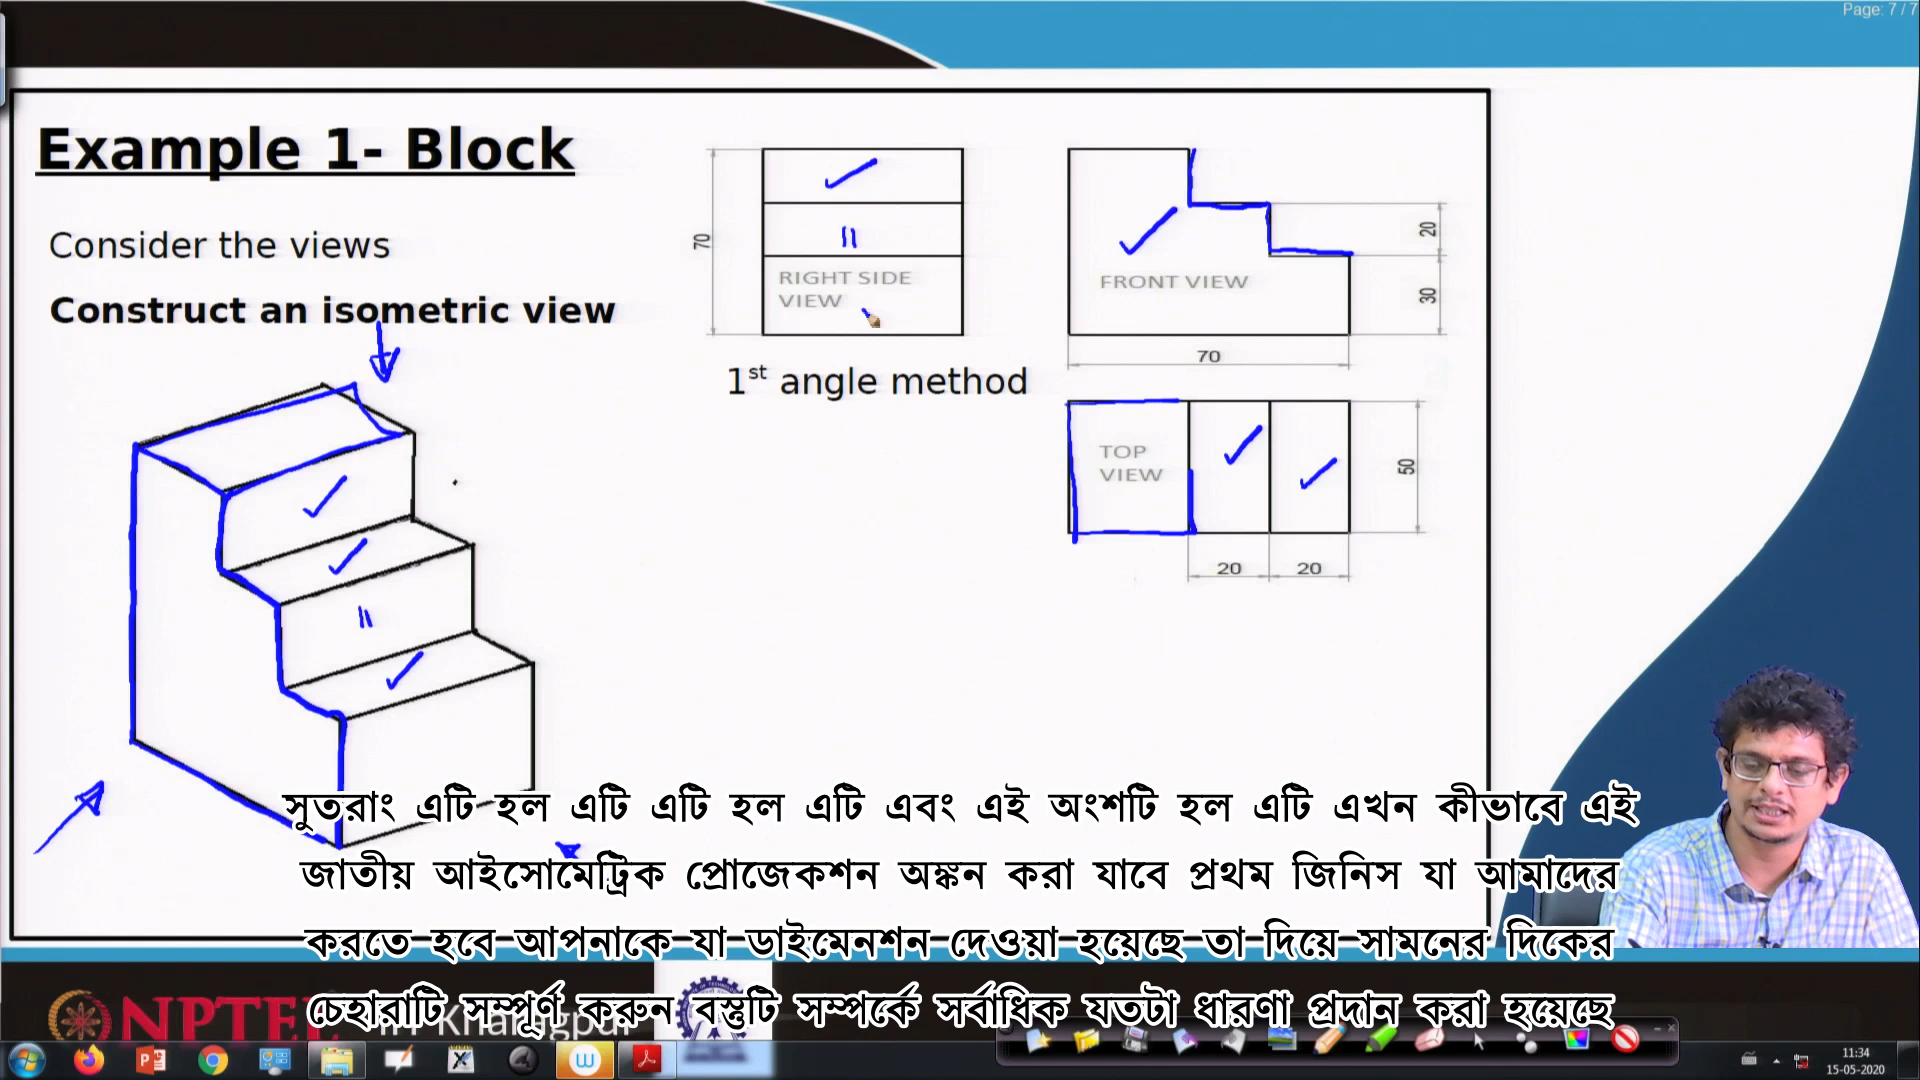 Page: 7 / 7
Example 1- Block
Consider the views
Construct an isometric view
70
RIGHT SIDE
VIEW
1st angle method
FRONT VIEW
20
30
70
TOP
VIEW
50
20
20
সুতরাং এটি হল এটি এটি হল এটি এবং এই অংশটি হল এটি এখন কীভাবে এই
জাতীয় আইসোমেট্রিক প্রোজেকশন অঙ্কন করা যাবে প্রথম জিনিস যা আমাদের
করতে হবে আপনাকে যা ডাইমেনশন দেওয়া হয়েছে তা দিয়ে সামনের দিকের
চেহারাটি সম্পূর্ণ করুন বস্তুটি সম্পর্কে সর্বাধিক যতটা ধারণা প্রদান করা হয়েছে
NPTEL
Kharagpur
11:34
15-05-2020